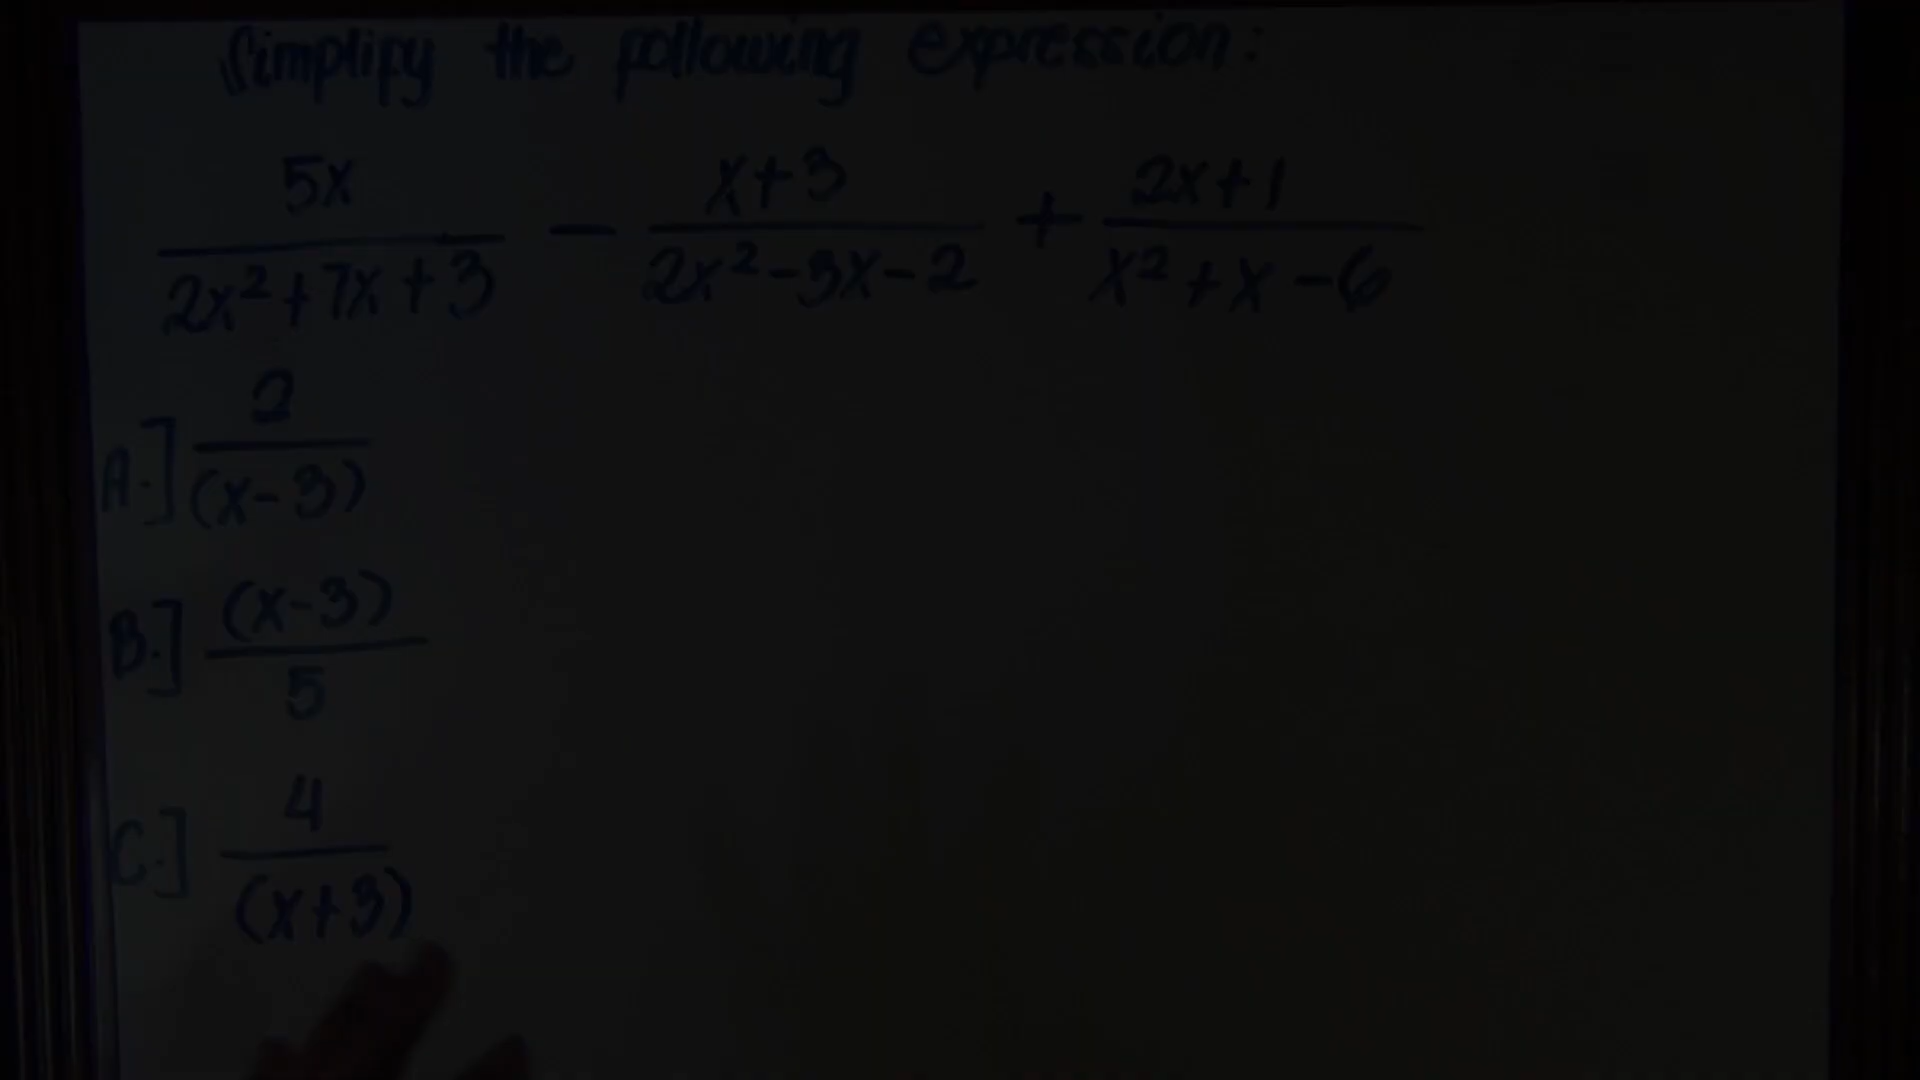 Simplify the following expression:
5x/(2x²+7x+3) − (x+3)/(2x²−3x−2) + (2x+1)/(x²+x−6)
A.] 2/(x−3)
B.] (x−3)/5
C.] 4/(x+3)